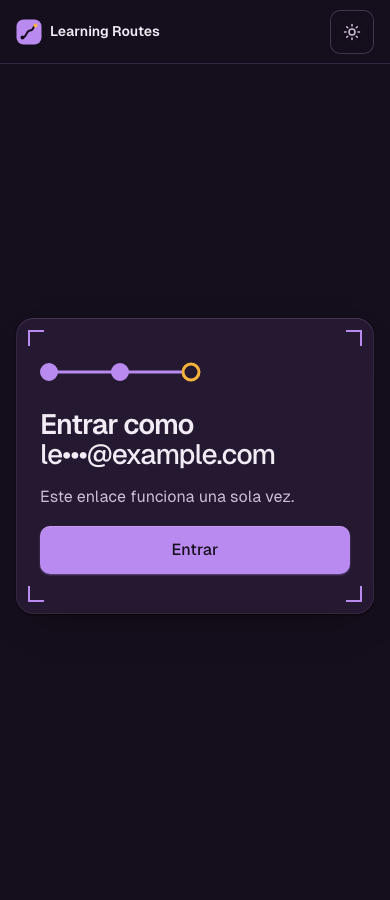 Learning Routes
Entrar como
le•••@example.com
Este enlace funciona una sola vez.
Entrar